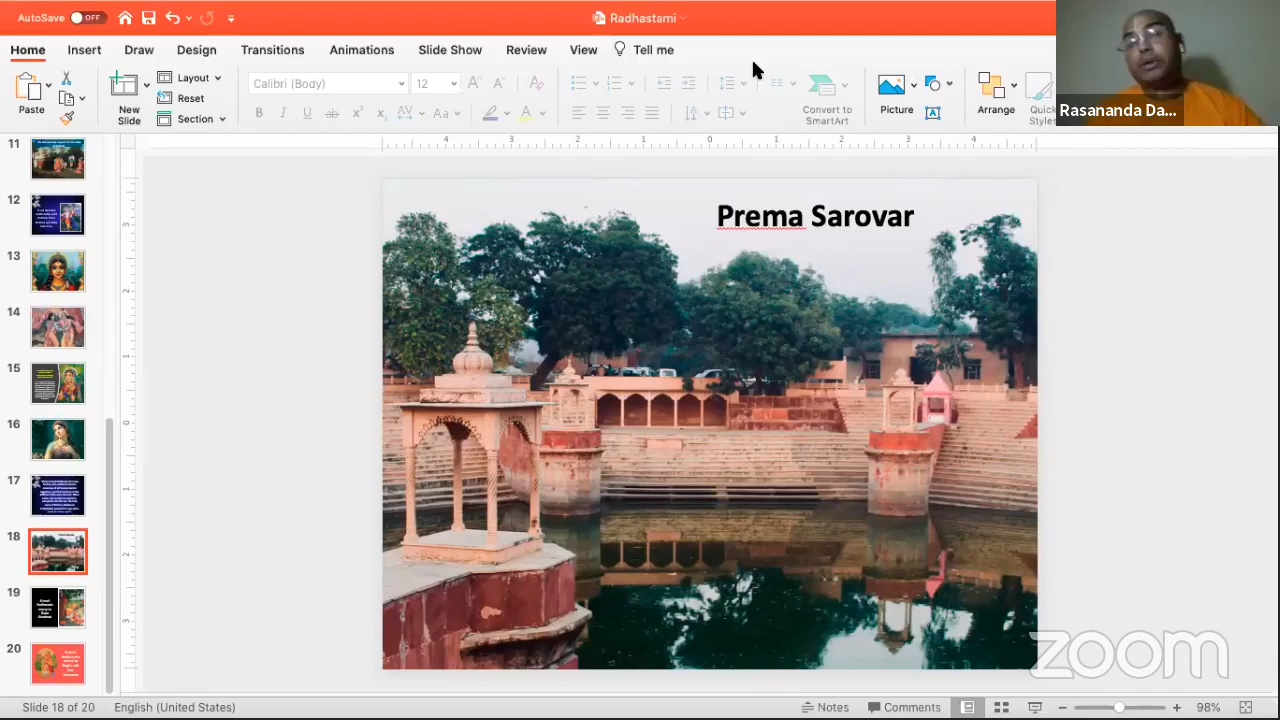 AutoSave OFF
Radhastami
Home Insert Draw Design Transitions Animations Slide Show Review View Tell me
Paste
New Slide
Layout
Reset
Section
Calibri (Body) 12
Convert to SmartArt
Picture
Arrange
Quick Styles
Rasananda Da...
11
12
13
14
15
16
17
18
19
20
Prema Sarovar
zoom
Slide 18 of 20 English (United States) Notes Comments 98%